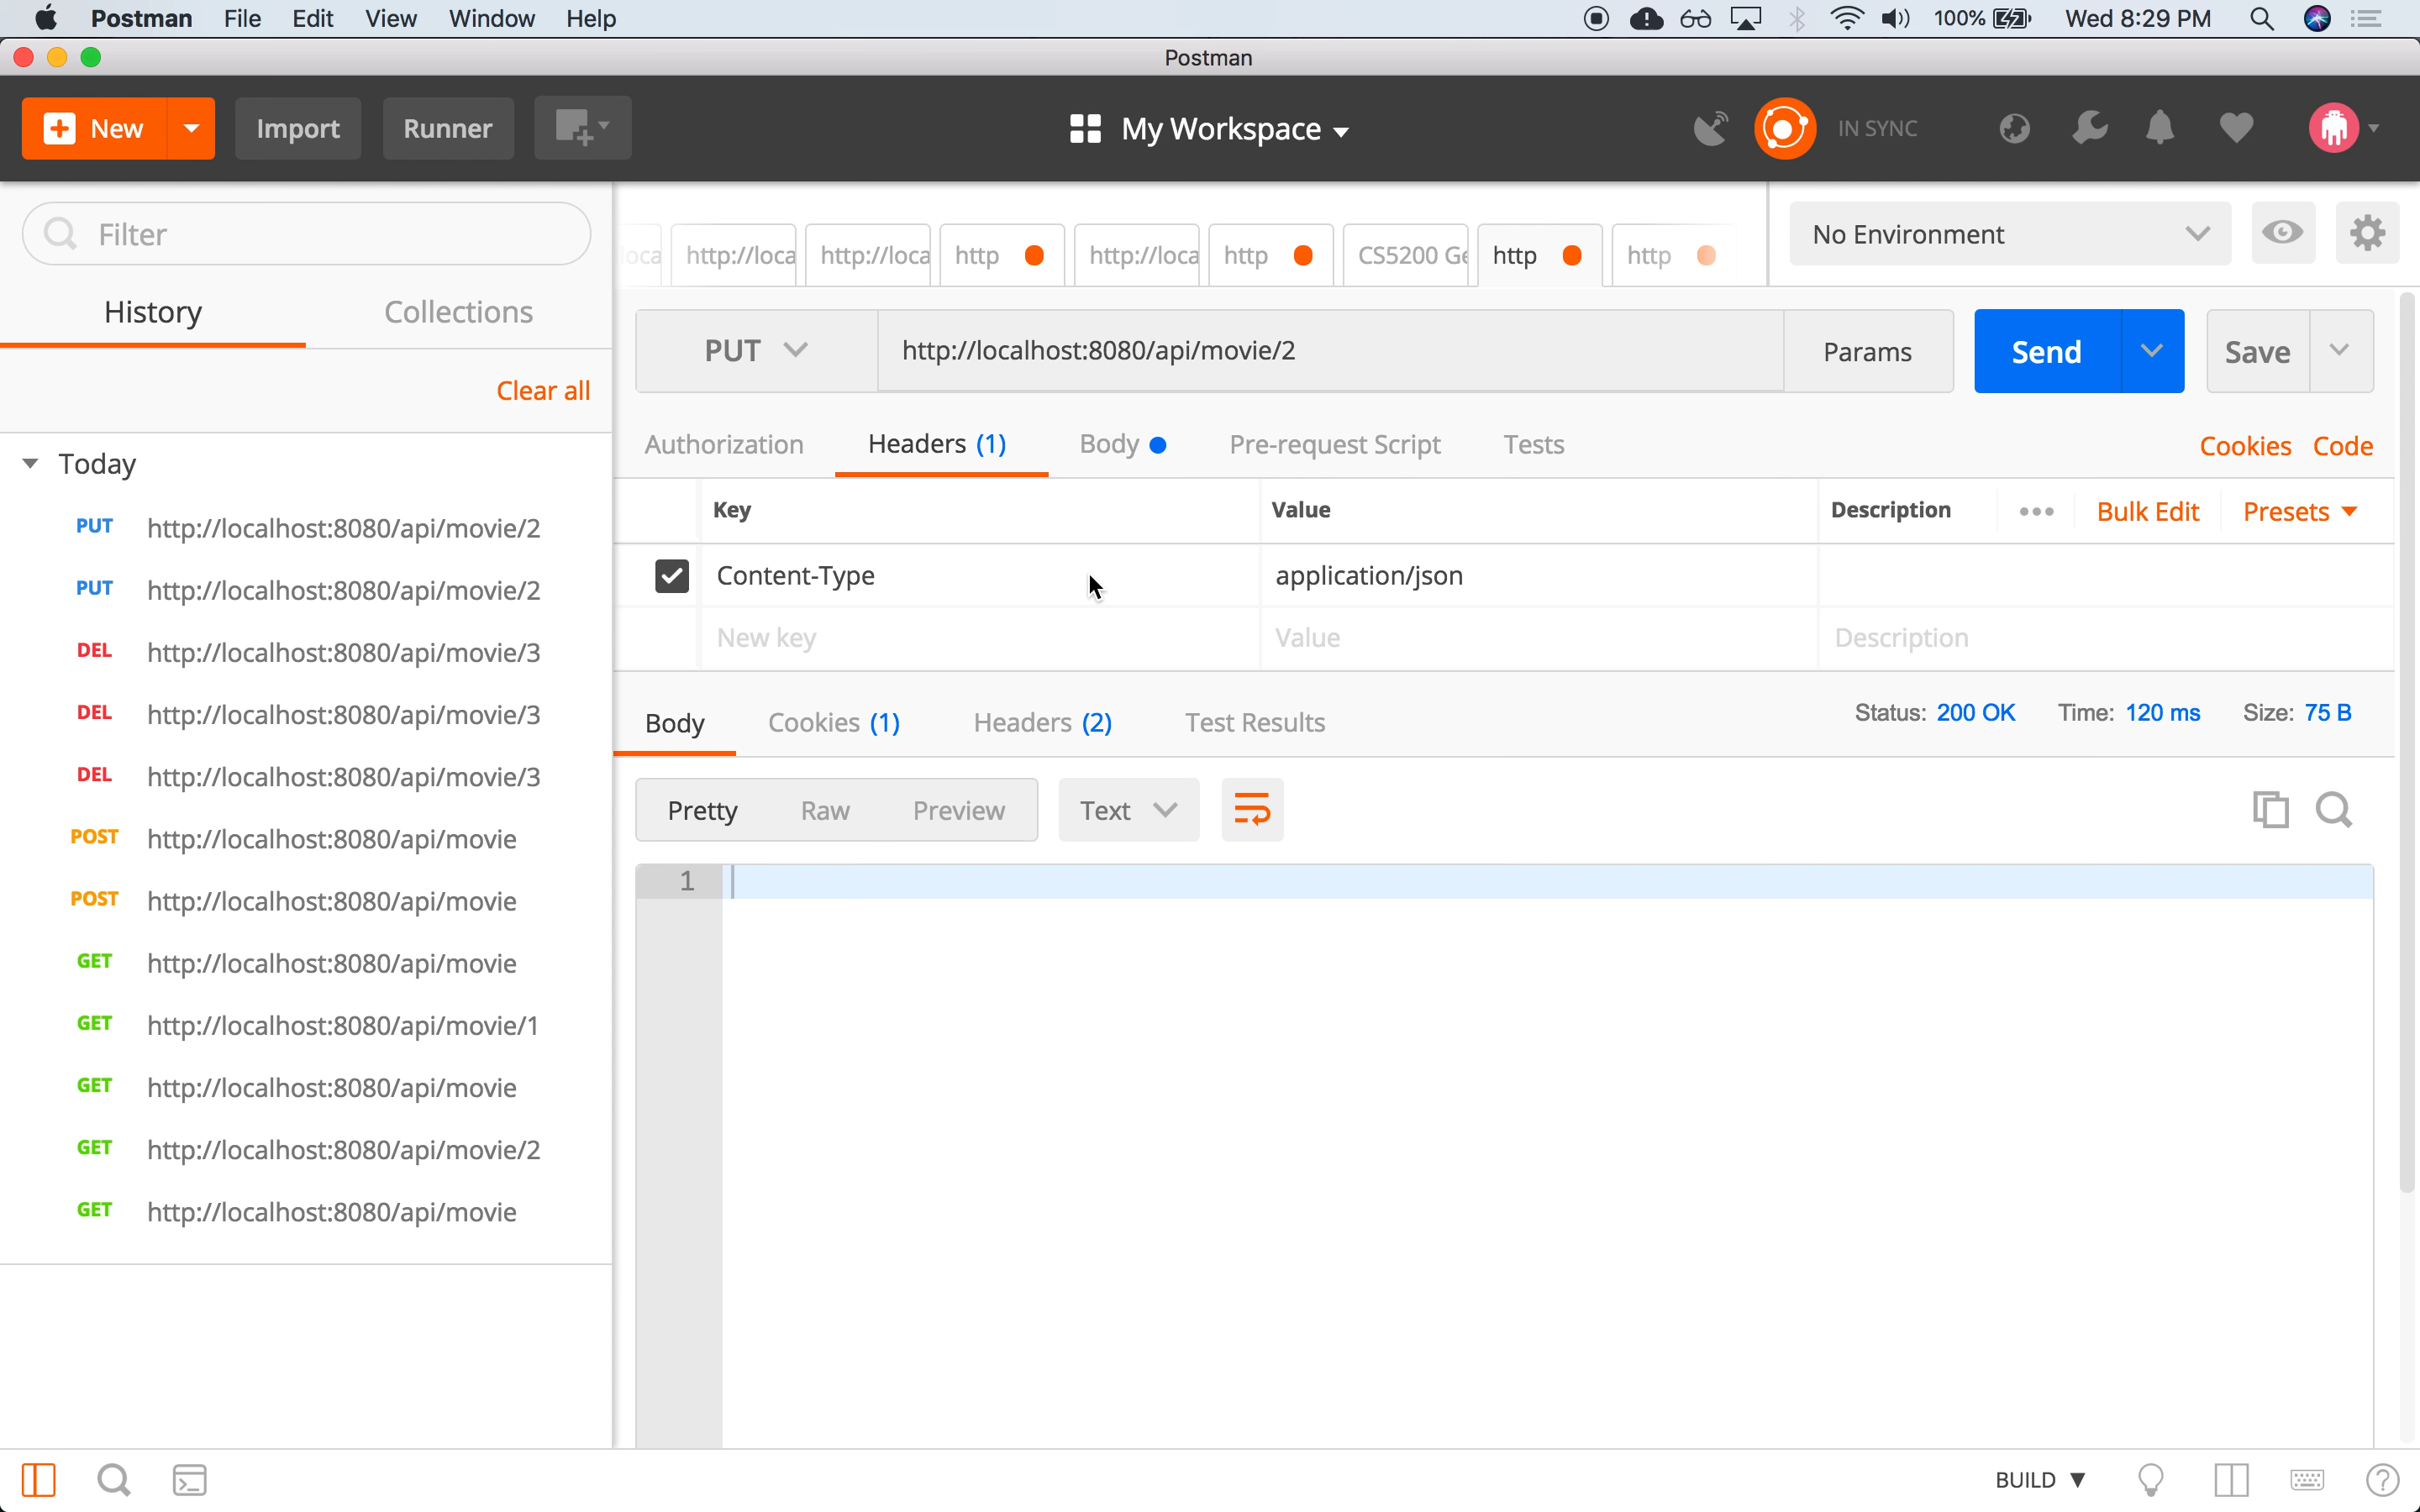 Postman File Edit View Window Help 100% Wed 8:29 PM
Postman
New Import Runner My Workspace IN SYNC
Filter
loca http://loca http://loca http http://loca http CS5200 Ge http http
No Environment
History Collections
PUT http://localhost:8080/api/movie/2 Params Send Save
Clear all
Authorization Headers (1) Body Pre-request Script Tests Cookies Code
Today
Key Value Description Bulk Edit Presets
Content-Type application/json
New key Value Description
PUT http://localhost:8080/api/movie/2
PUT http://localhost:8080/api/movie/2
DEL http://localhost:8080/api/movie/3
DEL http://localhost:8080/api/movie/3
DEL http://localhost:8080/api/movie/3
POST http://localhost:8080/api/movie
POST http://localhost:8080/api/movie
GET http://localhost:8080/api/movie
GET http://localhost:8080/api/movie/1
GET http://localhost:8080/api/movie
GET http://localhost:8080/api/movie/2
GET http://localhost:8080/api/movie
Body Cookies (1) Headers (2) Test Results Status: 200 OK Time: 120 ms Size: 75 B
Pretty Raw Preview Text
1
BUILD